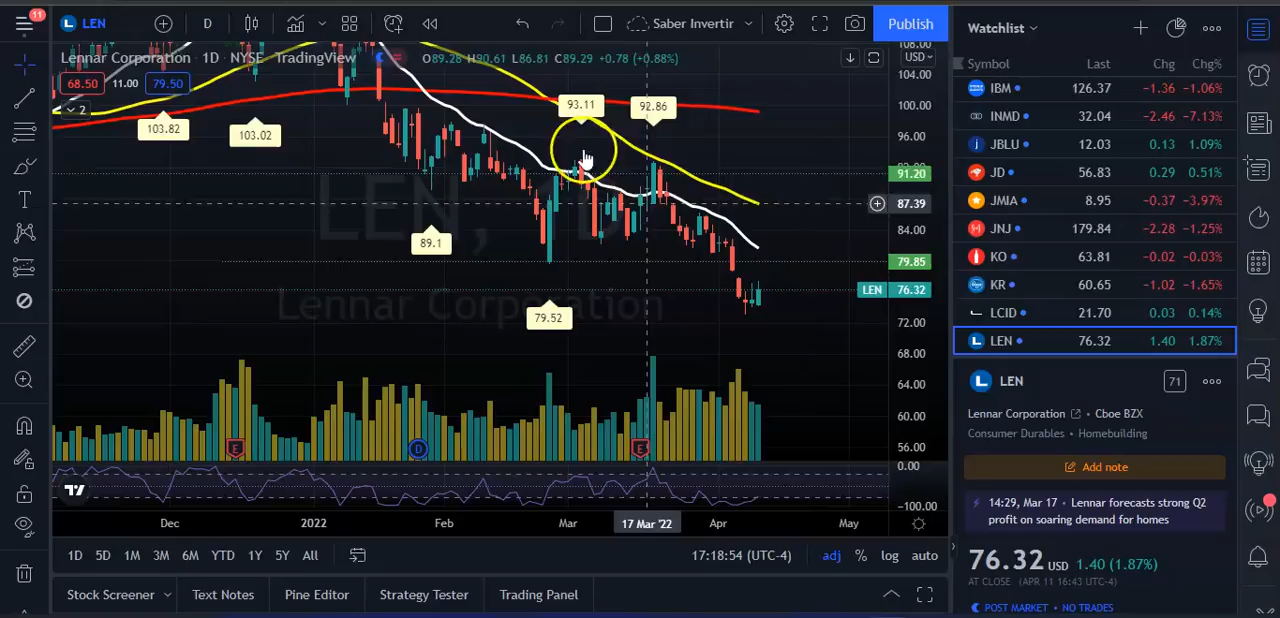 11
LEN
D
Saber Invertir
Publish
Lennar Corporation · 1D · NYSE · TradingView
O89.28 H90.61 L86.81 C89.29 +0.78 (+0.88%)
68.50 11.00 79.50
2
USD
108.00
104.00
100.00
96.00
91.20
87.39
84.00
79.85
LEN 76.32
72.00
68.00
64.00
60.00
56.00
0.00
-100.00
103.82
103.02
89.1
79.52
93.11
92.86
LEN, 1D
Lennar Corporation
E
D
E
Dec 2022 Feb Mar 17 Mar '22 Apr May
1D 5D 1M 3M 6M YTD 1Y 5Y All
17:18:54 (UTC-4) adj % log auto
Stock Screener Text Notes Pine Editor Strategy Tester Trading Panel
Watchlist
Symbol Last Chg Chg%
IBM 126.37 -1.36 -1.06%
INMD 32.04 -2.46 -7.13%
JBLU 12.03 0.13 1.09%
JD 56.83 0.29 0.51%
JMIA 8.95 -0.37 -3.97%
JNJ 179.84 -2.28 -1.25%
KO 63.81 -0.02 -0.03%
KR 60.65 -1.02 -1.65%
LCID 21.70 0.03 0.14%
LEN 76.32 1.40 1.87%
LEN 71
Lennar Corporation • Cboe BZX
Consumer Durables • Homebuilding
Add note
14:29, Mar 17 • Lennar forecasts strong Q2
profit on soaring demand for homes
76.32 USD 1.40 (1.87%)
AT CLOSE (APR 11 16:43 UTC-4)
POST MARKET • NO TRADES